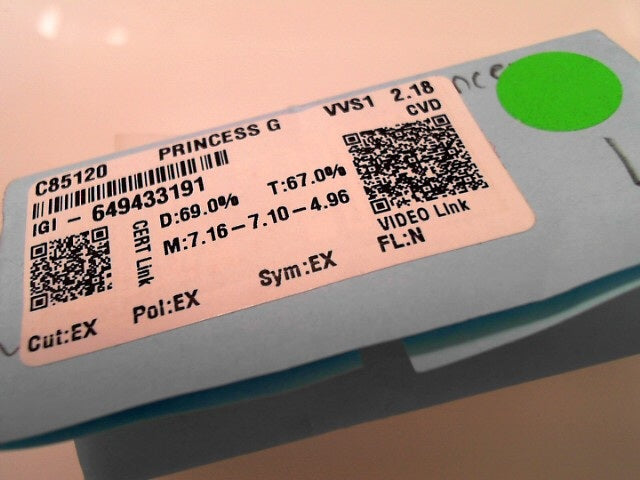 PRINCESS G VVS1 2.18
CVD
C85120
IGI - 649433191
D:69.0% T:67.0%
M:7.16-7.10-4.96
CERT Link
VIDEO Link
FL:N
Cut:EX Pol:EX Sym:EX